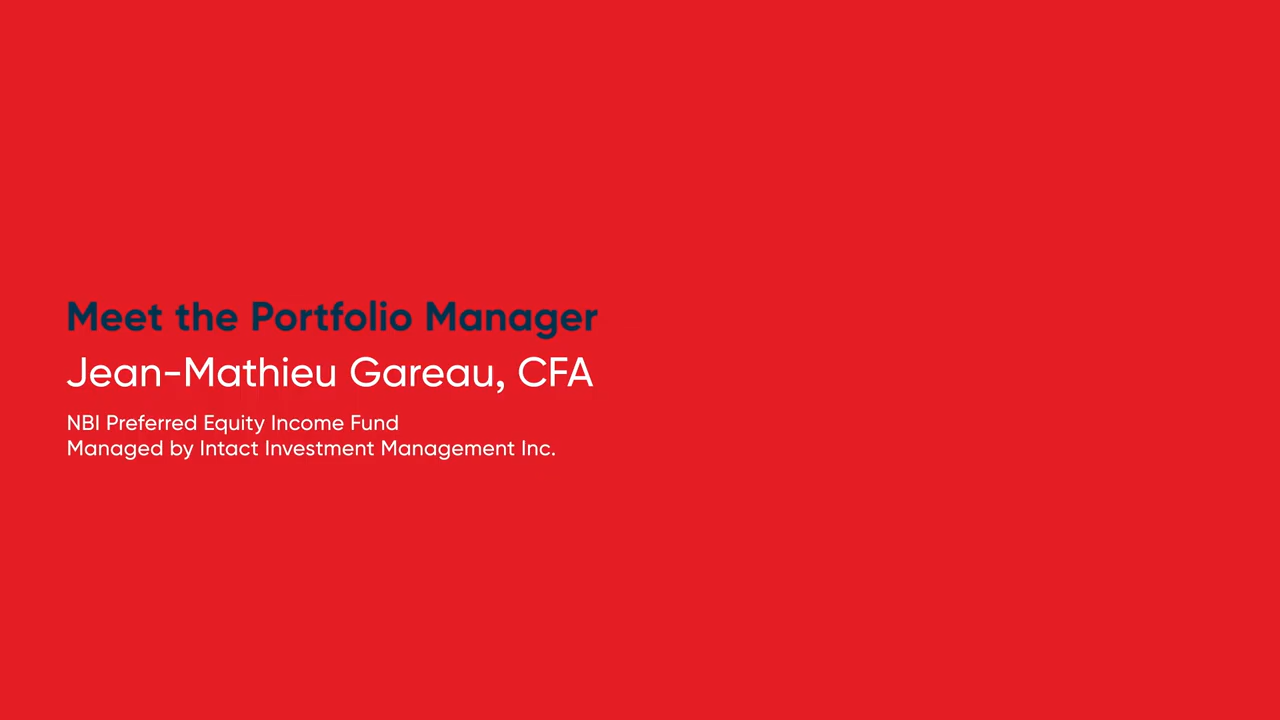 Meet the Portfolio Manager
Jean-Mathieu Gareau, CFA
NBI Preferred Equity Income Fund
Managed by Intact Investment Management Inc.